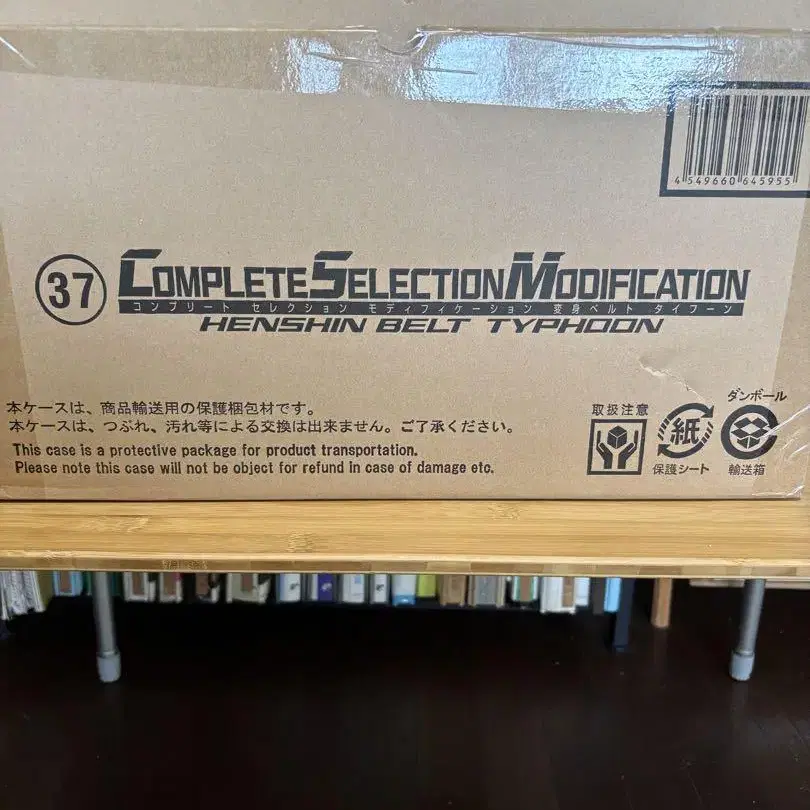 4 549660 645955
37
COMPLETE SELECTION MODIFICATION
コンプリート セレクション モディフィケーション 変身ベルト タイフーン
HENSHIN BELT TYPHOON
本ケースは、商品輸送用の保護梱包材です。
本ケースは、つぶれ、汚れ等による交換は出来ません。ご了承ください。
This case is a protective package for product transportation.
Please note this case will not be object for refund in case of damage etc.
取扱注意
紙
保護シート
ダンボール
輸送箱